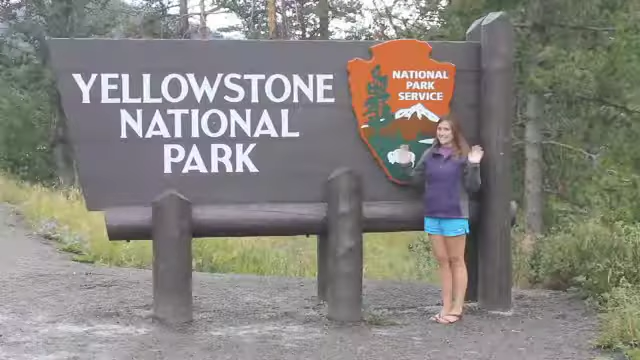 YELLOWSTONE
NATIONAL
PARK
NATIONAL
PARK
SERVICE